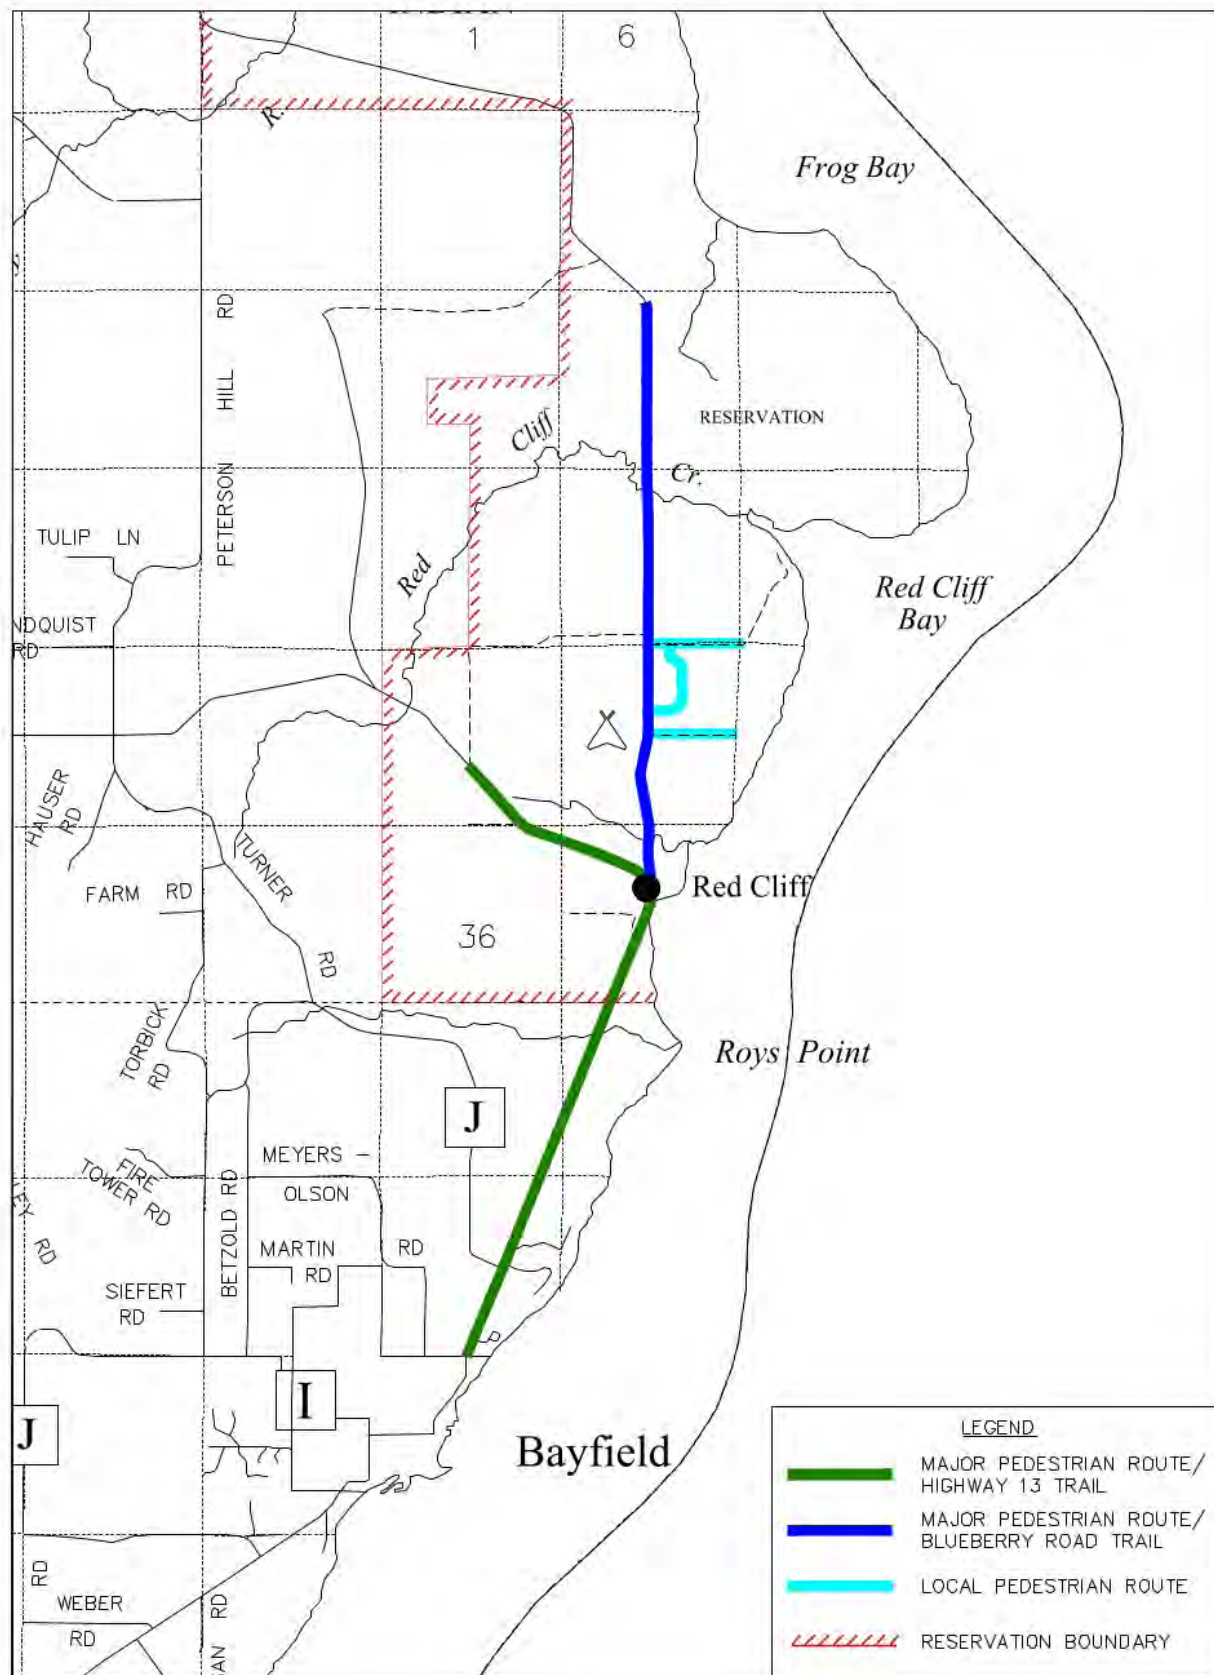 1
6
R.
Frog Bay
PETERSON HILL RD
RESERVATION
Cliff
Cr.
Red
TULIP LN
Red Cliff
Bay
NDQUIST
RD
HAUSER
RD
TURNER
RD
FARM RD
Red Cliff
36
TORBICK
RD
Roys Point
J
MEYERS -
OLSON
FIRE
TOWER RD
EY RD
BETZOLD RD
MARTIN RD
RD
SIEFERT
RD
I
J
Bayfield
LEGEND
MAJOR PEDESTRIAN ROUTE/
HIGHWAY 13 TRAIL
MAJOR PEDESTRIAN ROUTE/
BLUEBERRY ROAD TRAIL
LOCAL PEDESTRIAN ROUTE
RESERVATION BOUNDARY
RD
WEBER
RD
AN RD